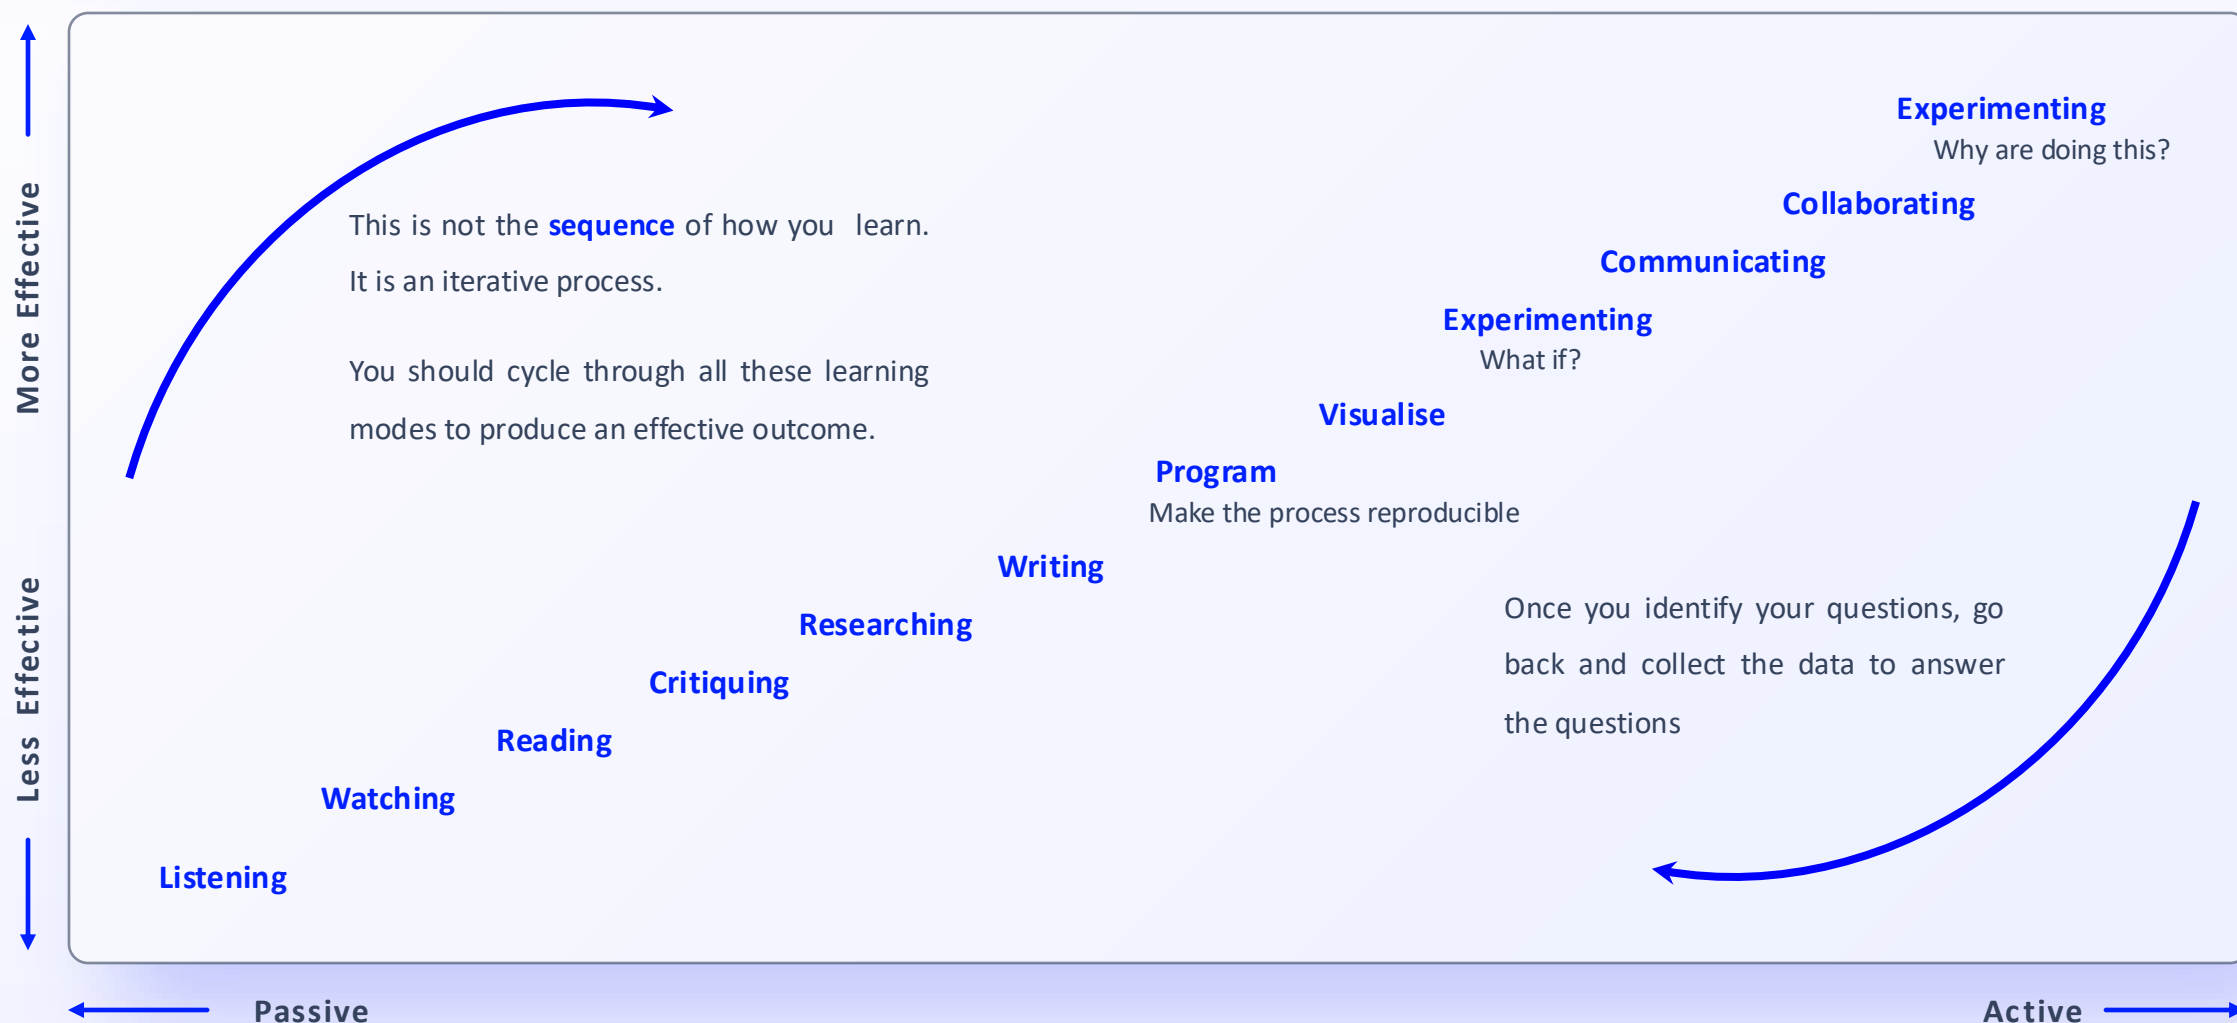 More Effective
Less Effective
This is not the sequence of how you learn.
It is an iterative process.
You should cycle through all these learning
modes to produce an effective outcome.
Experimenting
Why are doing this?
Collaborating
Communicating
Experimenting
What if?
Visualise
Program
Make the process reproducible
Writing
Researching
Critiquing
Reading
Watching
Listening
Once you identify your questions, go
back and collect the data to answer
the questions
Passive
Active